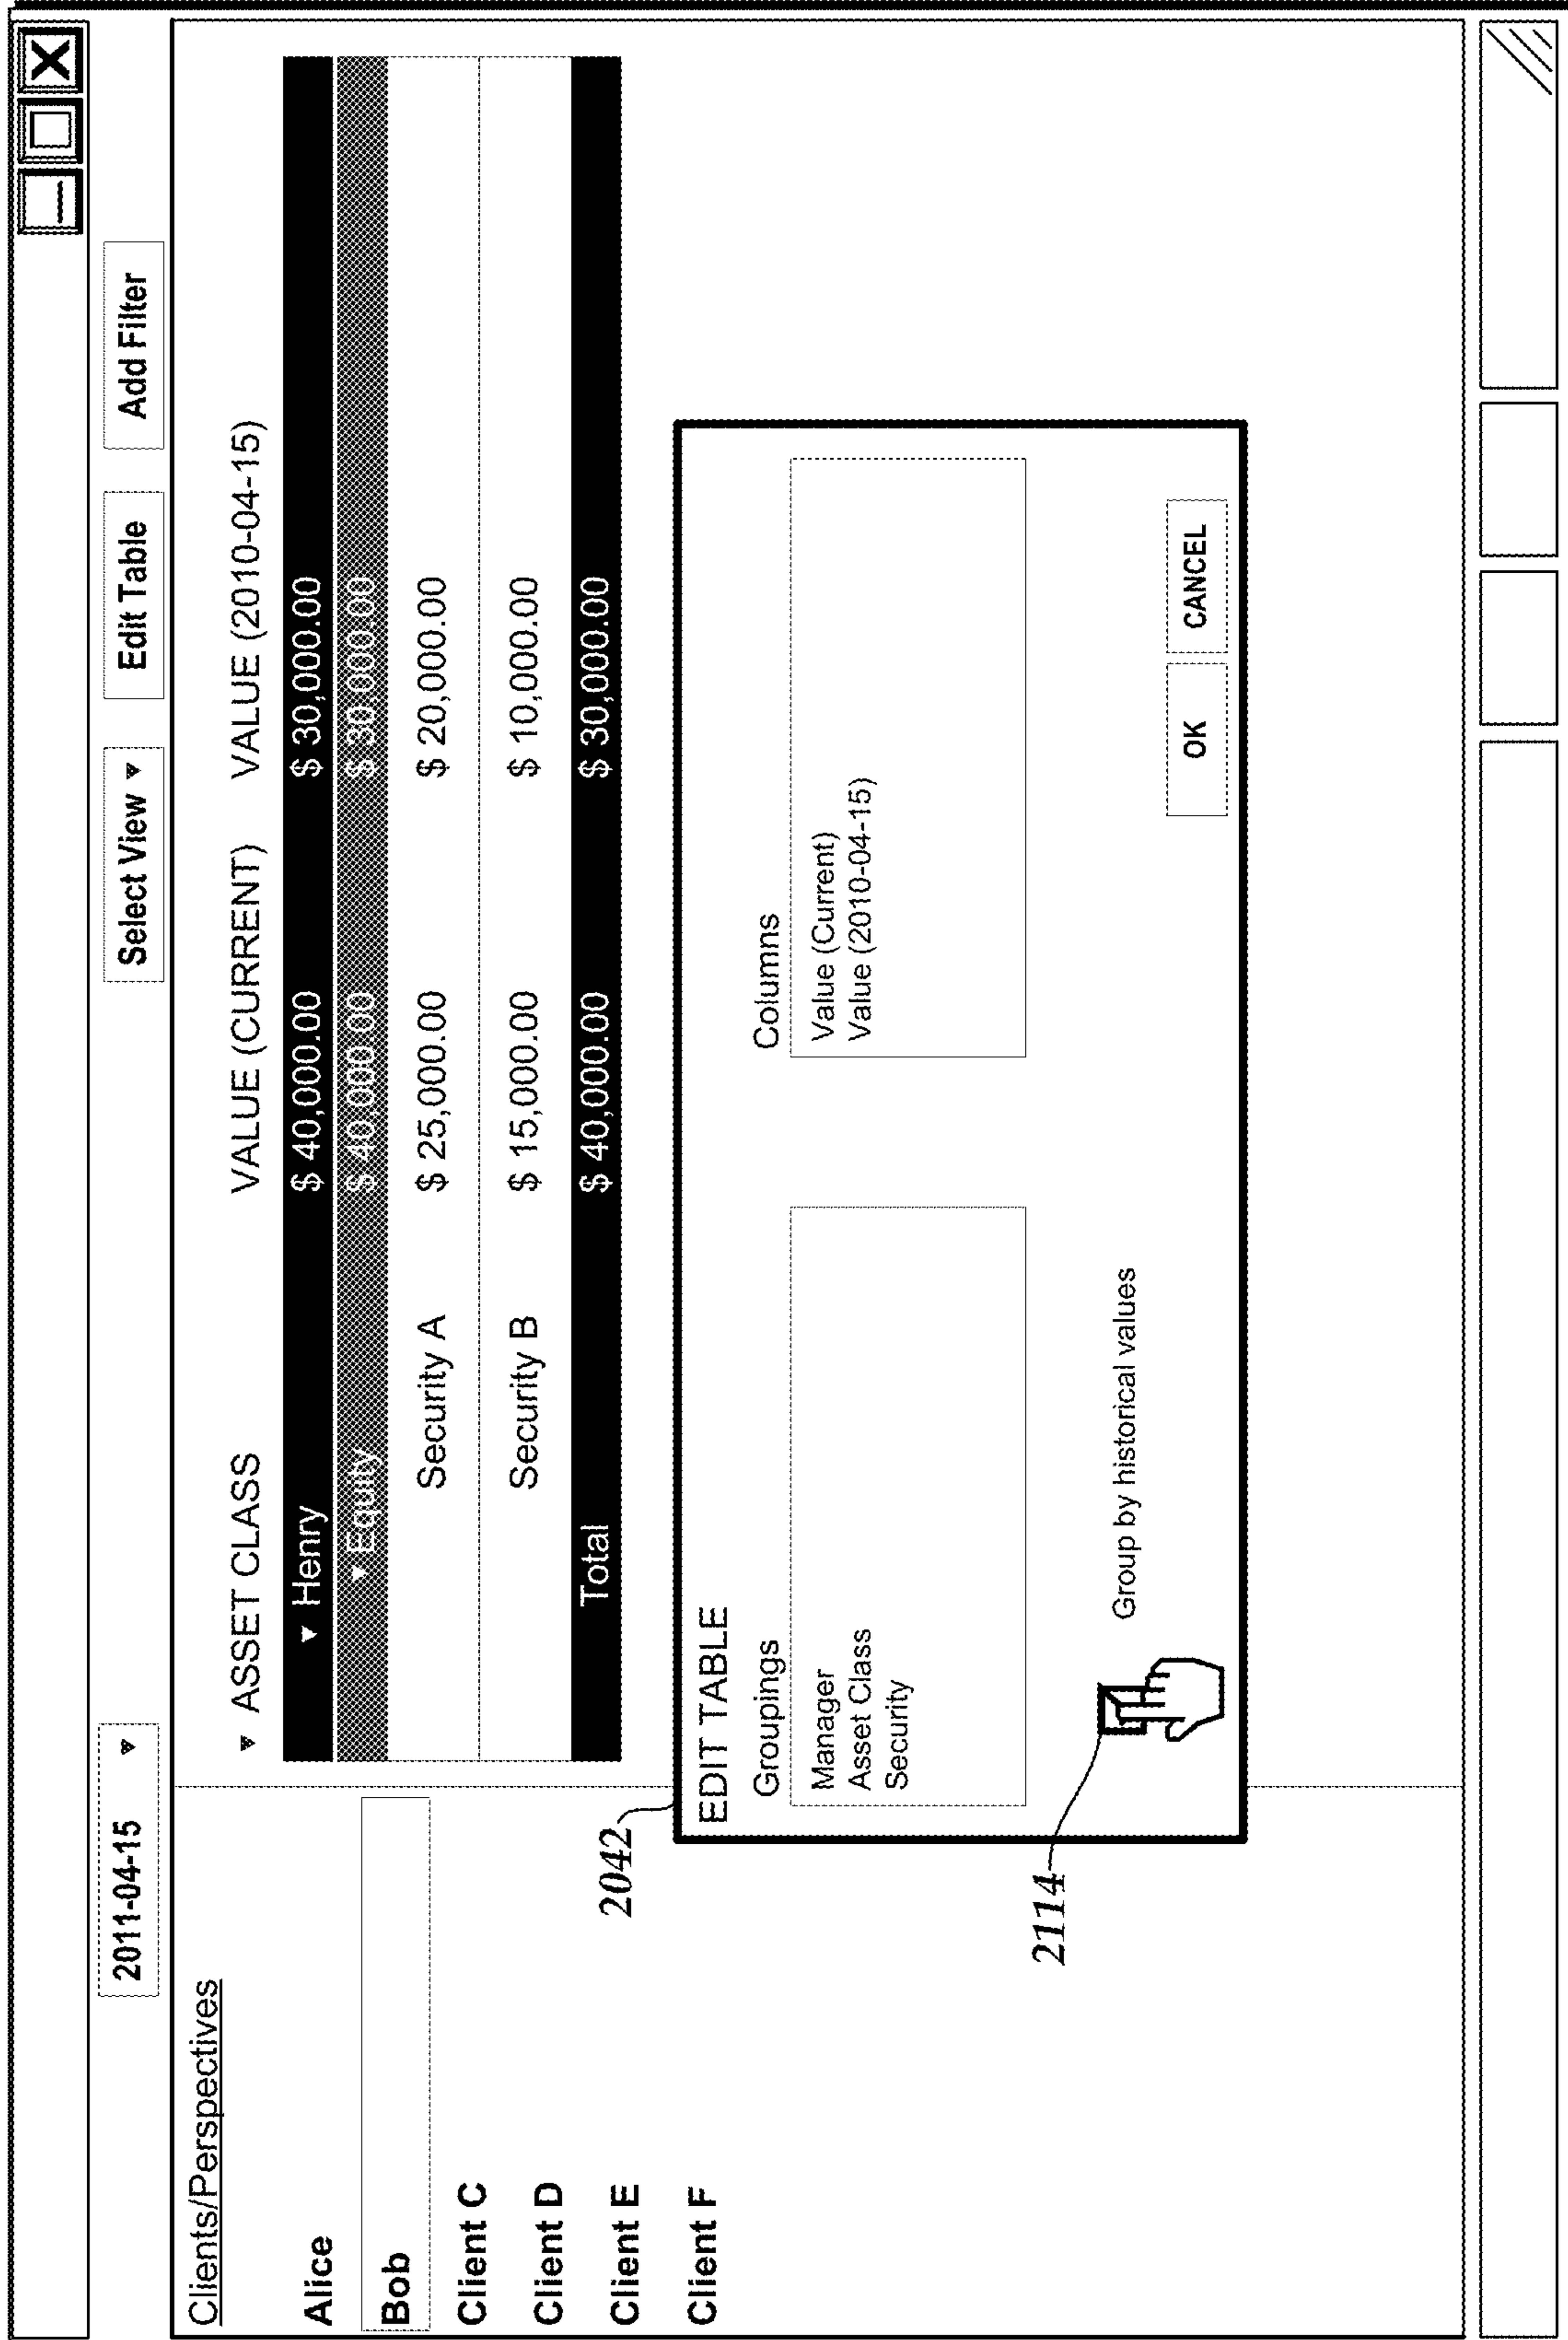 2011-04-15 Select View Edit Table Add Filter
Clients/Perspectives
Alice
Bob
Client C
Client D
Client E
Client F
ASSET CLASS VALUE (CURRENT) VALUE (2010-04-15)
Henry $ 40,000.00 $ 30,000.00
Equity $ 40,000.00 $ 30,000.00
Security A $ 25,000.00 $ 20,000.00
Security B $ 15,000.00 $ 10,000.00
Total $ 40,000.00 $ 30,000.00
2042
EDIT TABLE
Groupings
Manager
Asset Class
Security
Columns
Value (Current)
Value (2010-04-15)
2114
Group by historical values
OK CANCEL